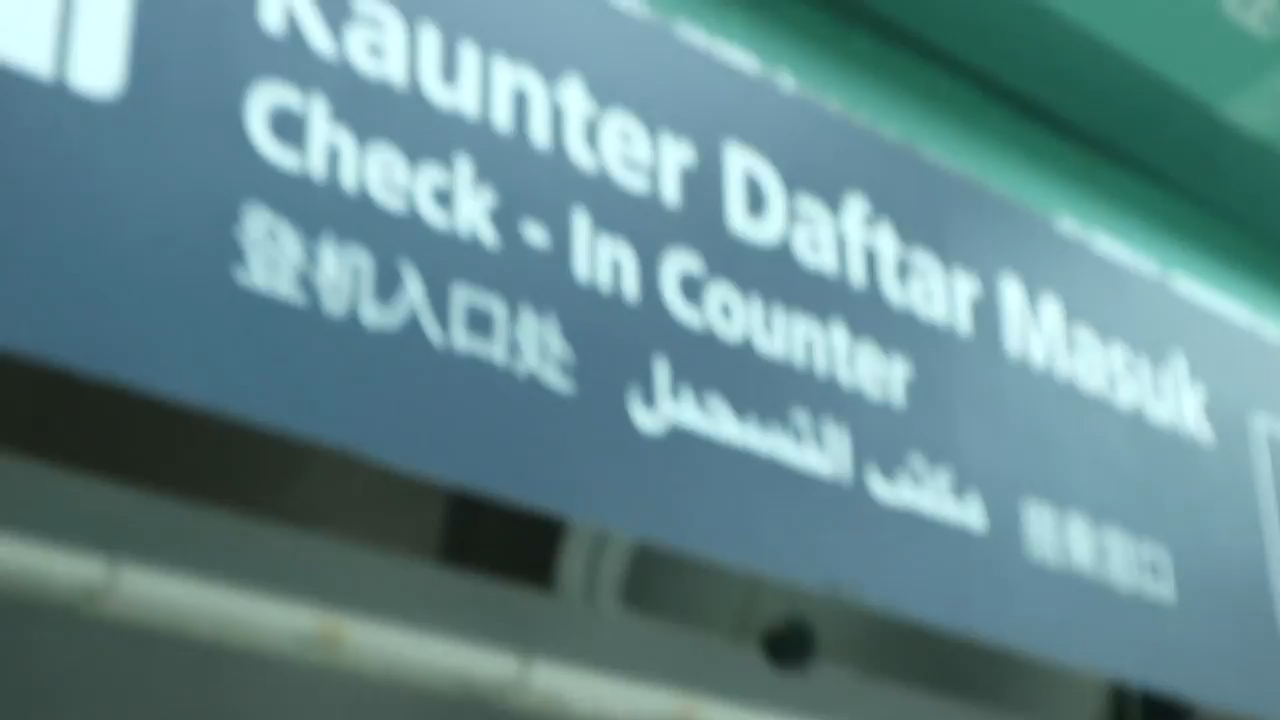 Kaunter Daftar Masuk
Check - In Counter
登机入口处 مكتب التسجيل